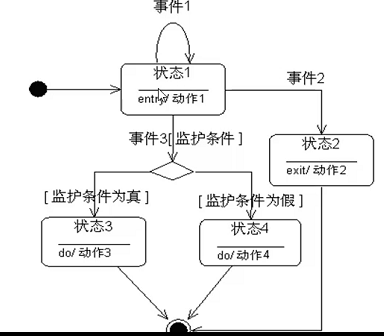 事件1
状态1
entry/ 动作1
事件2
事件3[ 监护条件 ]
状态2
exit/ 动作2
[ 监护条件为真 ]
[ 监护条件为假 ]
状态3
do/ 动作3
状态4
do/ 动作4